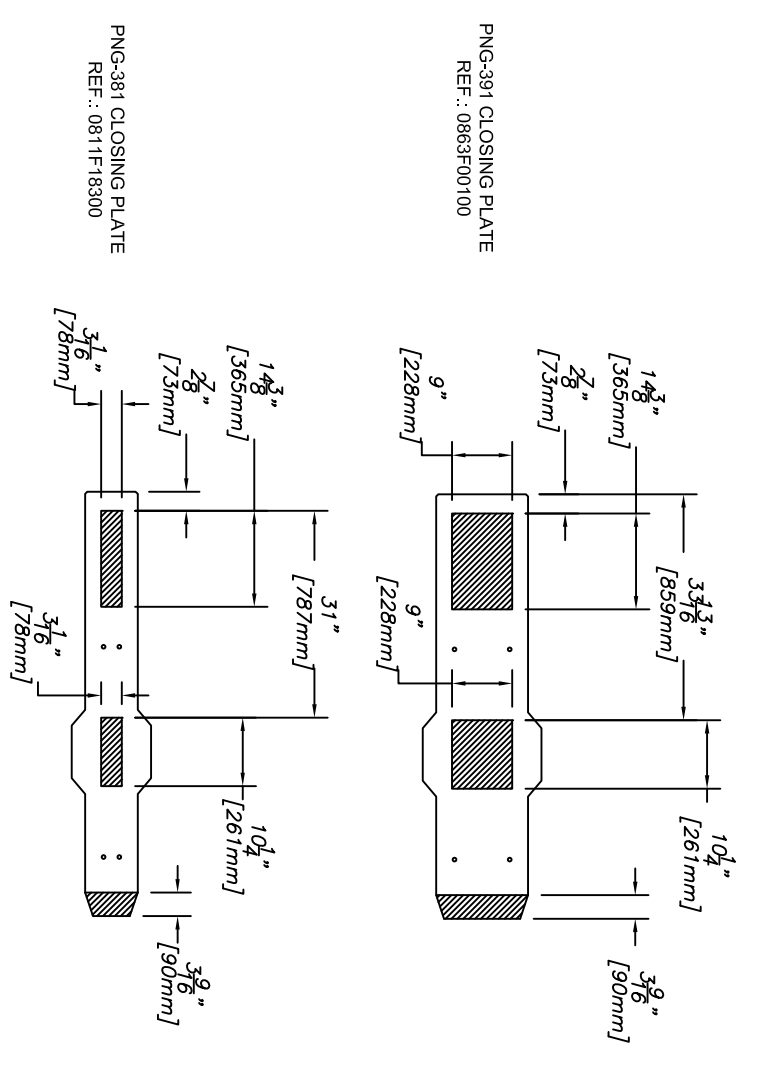 PNG-391 CLOSING PLATE
REF.: 0863F00100
33 13/16"
[859mm]
10 1/4"
[261mm]
14 3/8"
[365mm]
2 7/8"
[73mm]
9"
[228mm]
9"
[228mm]
3 9/16"
[90mm]
PNG-381 CLOSING PLATE
REF.: 0811F18300
31"
[787mm]
14 3/8"
[365mm]
10 1/4"
[261mm]
2 7/8"
[73mm]
3 1/16"
[78mm]
3 1/16"
[78mm]
3 9/16"
[90mm]